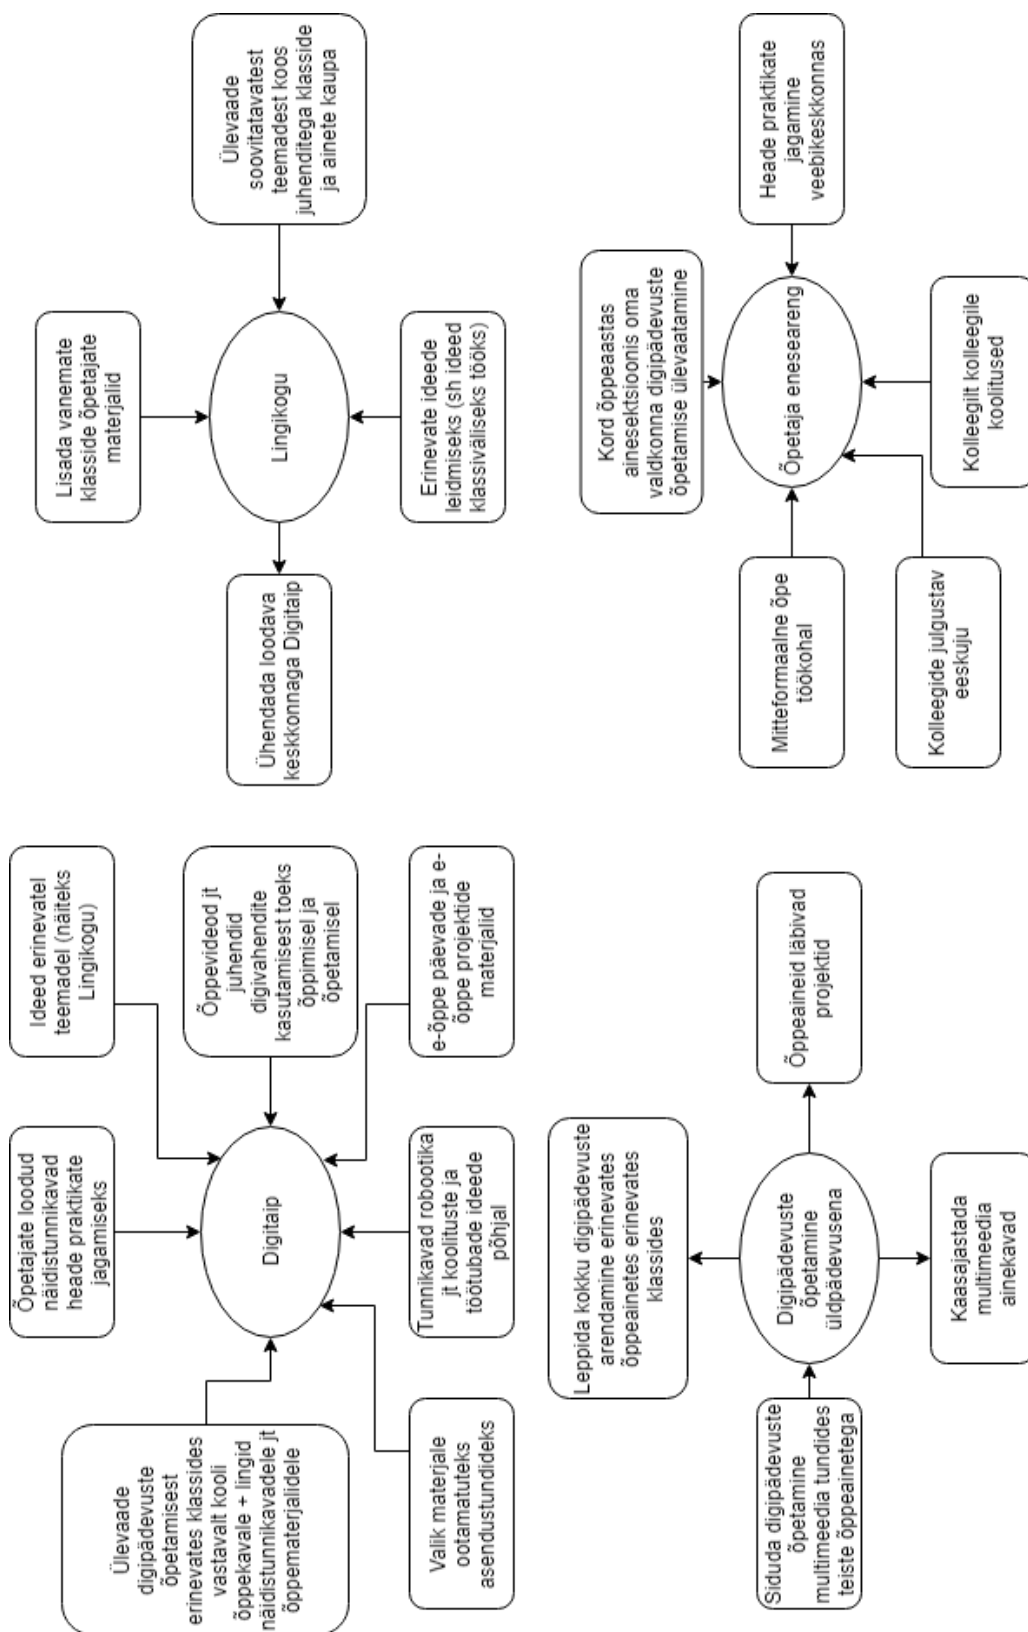 Ülevaade
digipädevuste
õpetamisest
erinevates klassides
vastavalt kooli
õppekavale + lingid
näidistunnikavadele jt
õppematerjalidele
Õpetajate loodud
näidistunnikavad
heade praktikate
jagamiseks
Ideed erinevatel
teemadel (näiteks
Lingikogu)
Digitaip
Õppevideod jt
juhendid
digivahendite
kasutamisest toeks
õppimisel ja
õpetamisel
Valik materjale
ootamatuteks
asendustundideks
Tunnikavad robootika
jt koolituste ja
töötubade ideede
põhjal
e-õppe päevade ja e-
õppe projektide
materjalid
Lisada vanemate
klasside õpetajate
materjalid
Ühendada loodava
keskkonnaga Digitaip
Lingikogu
Ülevaade
soovitatavatest
teemadest koos
juhenditega klasside
ja ainete kaupa
Erinevate ideede
leidmiseks (sh ideed
klassiväliseks tööks)
Leppida kokku digipädevuste
arendamine erinevates
õppeainetes erinevates
klassides
Siduda digipädevuste
õpetamine
multimeedia tundides
teiste õppeainetega
Digipädevuste
õpetamine
üldpädevusena
Õppeaineid läbivad
projektid
Kaasajastada
multimeedia
ainekavad
Kord õppeaastas
ainesektsioonis oma
valdkonna digipädevuste
õpetamise ülevaatamine
Mitteformaalne õpe
töökohal
Õpetaja eneseareng
Heade praktikate
jagamine
veebikeskkonnas
Kolleegide julgustav
eeskuju
Kolleegilt kolleegile
koolitused